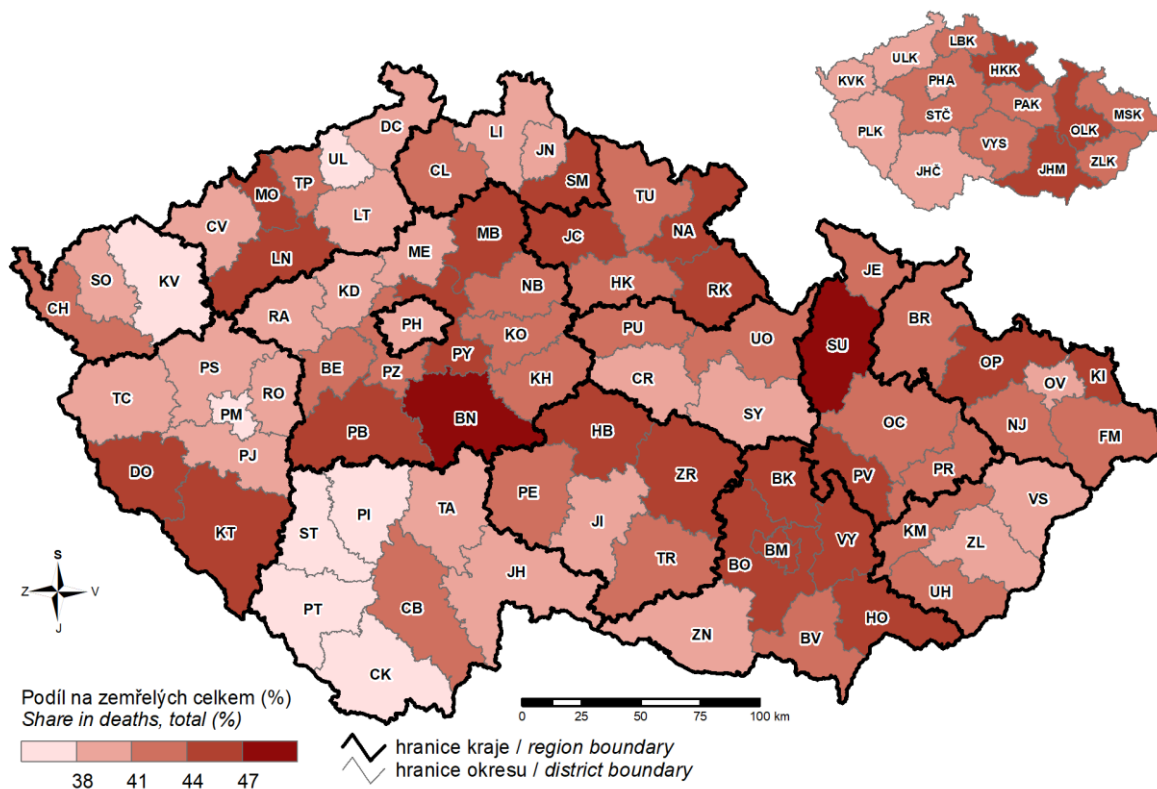 LBK
ULK
HKK
KVK
PHA
STČ
PAK
MSK
PLK
OLK
VYS
ZLK
JHČ
JHM
DC
LI
JN
UL
CL
SM
TP
MO
TU
LT
CV
MB
JC
NA
LN
ME
SO
KV
JE
KD
NB
HK
RK
CH
RA
BR
PH
PU
UO
KO
SU
PY
OP
KI
PS
BE
PZ
OV
RO
KH
CR
TC
NJ
PM
BN
SY
OC
FM
PB
HB
PJ
DO
PR
ZR
BK
PV
VS
PI
TA
PE
ST
KM
KT
JI
VY
ZL
BM
TR
BO
S
JH
UH
Z V
PT
CB
HO
J
ZN
BV
CK
Podíl na zemřelých celkem (%)
Share in deaths, total (%)
38 41 44 47
0 25 50 75 100 km
hranice kraje / region boundary
hranice okresu / district boundary